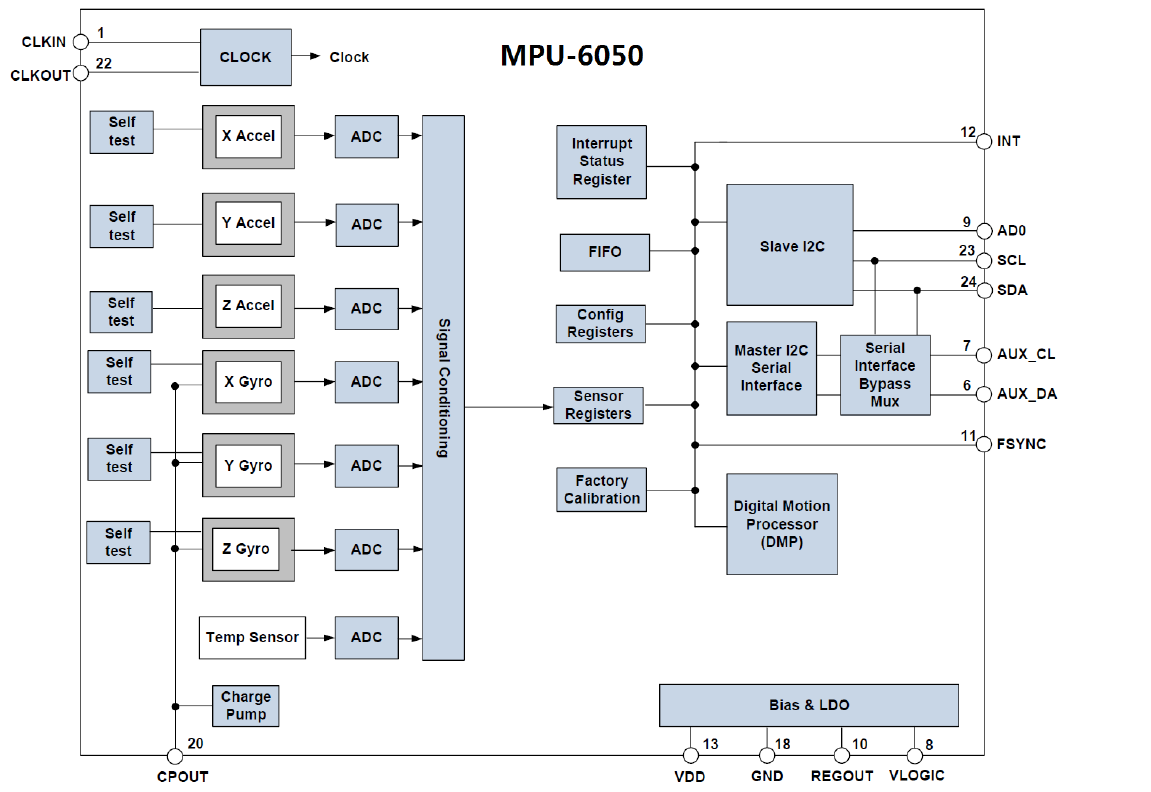 MPU-6050
CLKIN
1
CLOCK
Clock
CLKOUT
22
Self
test
X Accel
ADC
Self
test
Y Accel
ADC
Self
test
Z Accel
ADC
Self
test
X Gyro
ADC
Self
test
Y Gyro
ADC
Self
test
Z Gyro
ADC
Temp Sensor
ADC
Signal Conditioning
Charge
Pump
20
CPOUT
Interrupt
Status
Register
FIFO
Config
Registers
Sensor
Registers
Factory
Calibration
Slave I2C
Master I2C
Serial
Interface
Serial
Interface
Bypass
Mux
Digital Motion
Processor
(DMP)
12
INT
9
AD0
23
SCL
24
SDA
7
AUX_CL
6
AUX_DA
11
FSYNC
Bias & LDO
13
VDD
18
GND
10
REGOUT
8
VLOGIC